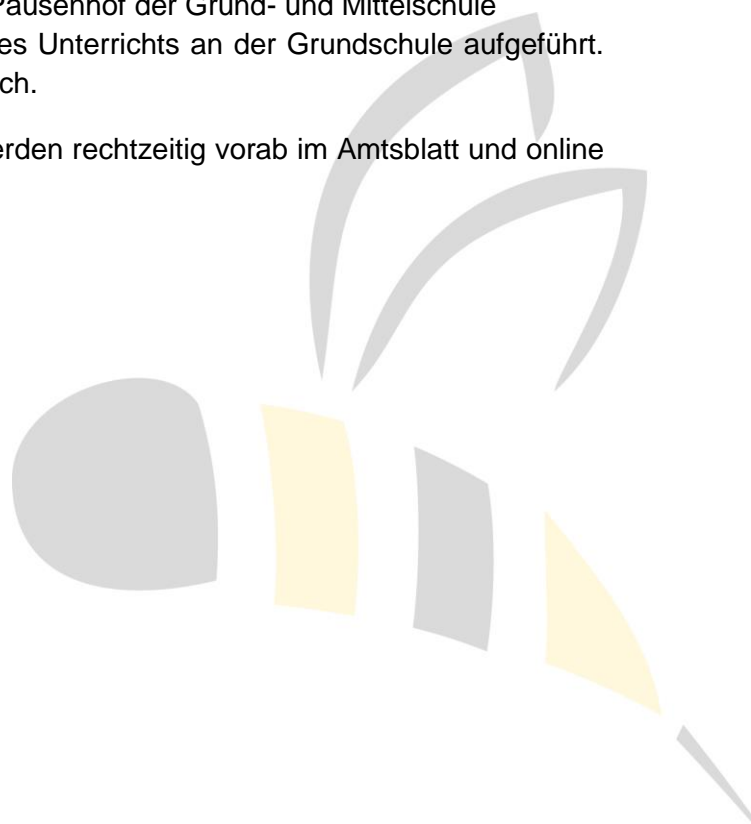 Pausenhof der Grund- und Mittelschule
es Unterrichts an der Grundschule aufgeführt.
ch.
erden rechtzeitig vorab im Amtsblatt und online